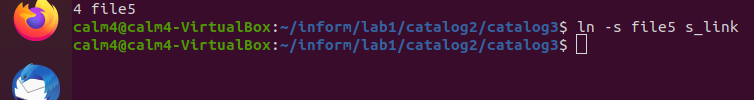 4 file5
calm4@calm4-VirtualBox:~/inform/lab1/catalog2/catalog3$ ln -s file5 s_link
calm4@calm4-VirtualBox:~/inform/lab1/catalog2/catalog3$